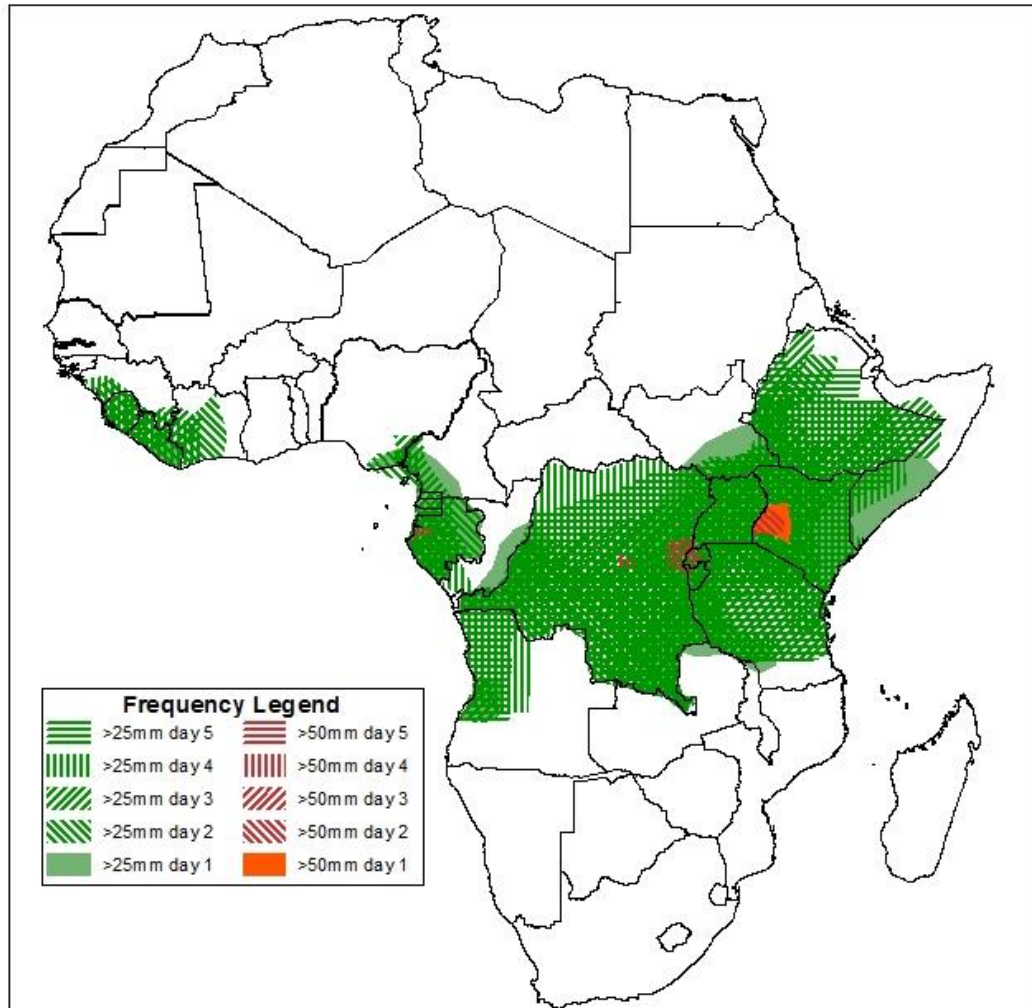 Frequency Legend
>25mm day 5 >50mm day 5
>25mm day 4 >50mm day 4
>25mm day 3 >50mm day 3
>25mm day 2 >50mm day 2
>25mm day 1 >50mm day 1